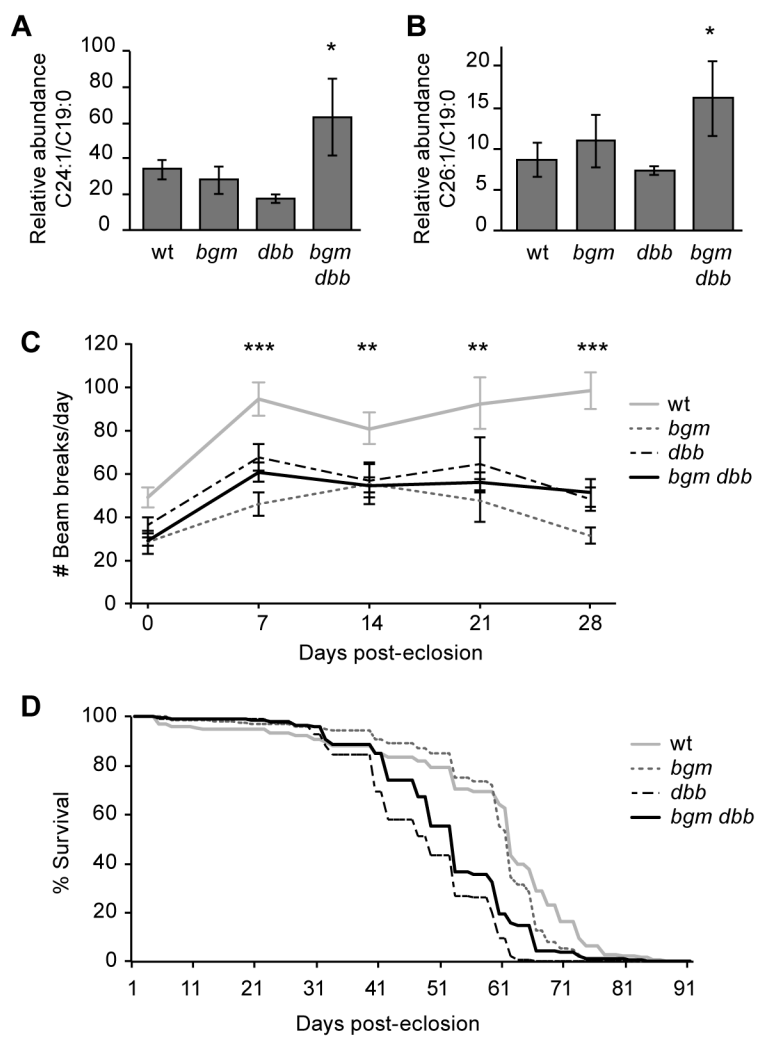 A
Relative abundance
C24:1/C19:0
100
80
60
40
20
0
*
wt
bgm
dbb
bgm
dbb
B
Relative abundance
C26:1/C19:0
20
15
10
5
0
*
wt
bgm
dbb
bgm
dbb
C
# Beam breaks/day
120
100
80
60
40
20
0
*** ** ** ***
0 7 14 21 28
Days post-eclosion
wt
bgm
dbb
bgm dbb
D
% Survival
100
80
60
40
20
0
1 11 21 31 41 51 61 71 81 91
Days post-eclosion
wt
bgm
dbb
bgm dbb